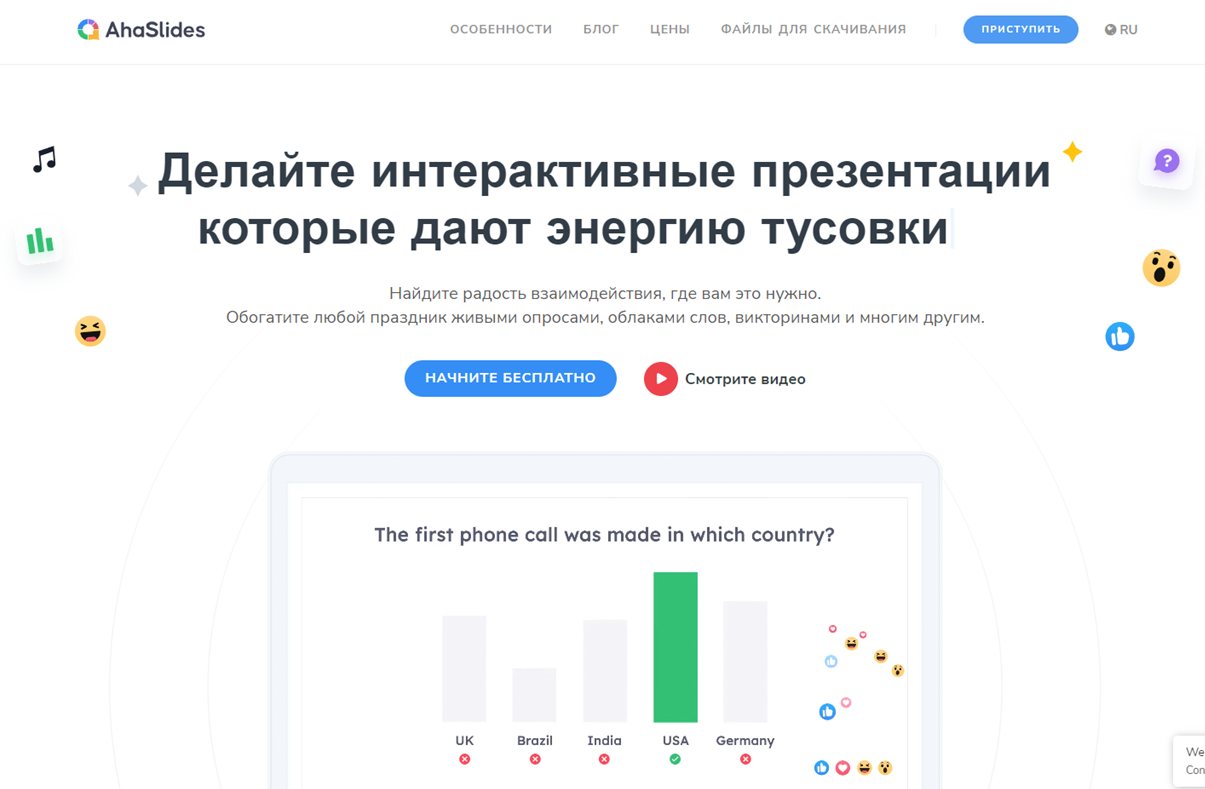 AhaSlides
ОСОБЕННОСТИ БЛОГ ЦЕНЫ ФАЙЛЫ ДЛЯ СКАЧИВАНИЯ ПРИСТУПИТЬ RU
Делайте интерактивные презентации
которые дают энергию тусовки
Найдите радость взаимодействия, где вам это нужно.
Обогатите любой праздник живыми опросами, облаками слов, викторинами и многим другим.
НАЧНИТЕ БЕСПЛАТНО Смотрите видео
The first phone call was made in which country?
UK Brazil India USA Germany
We
Con